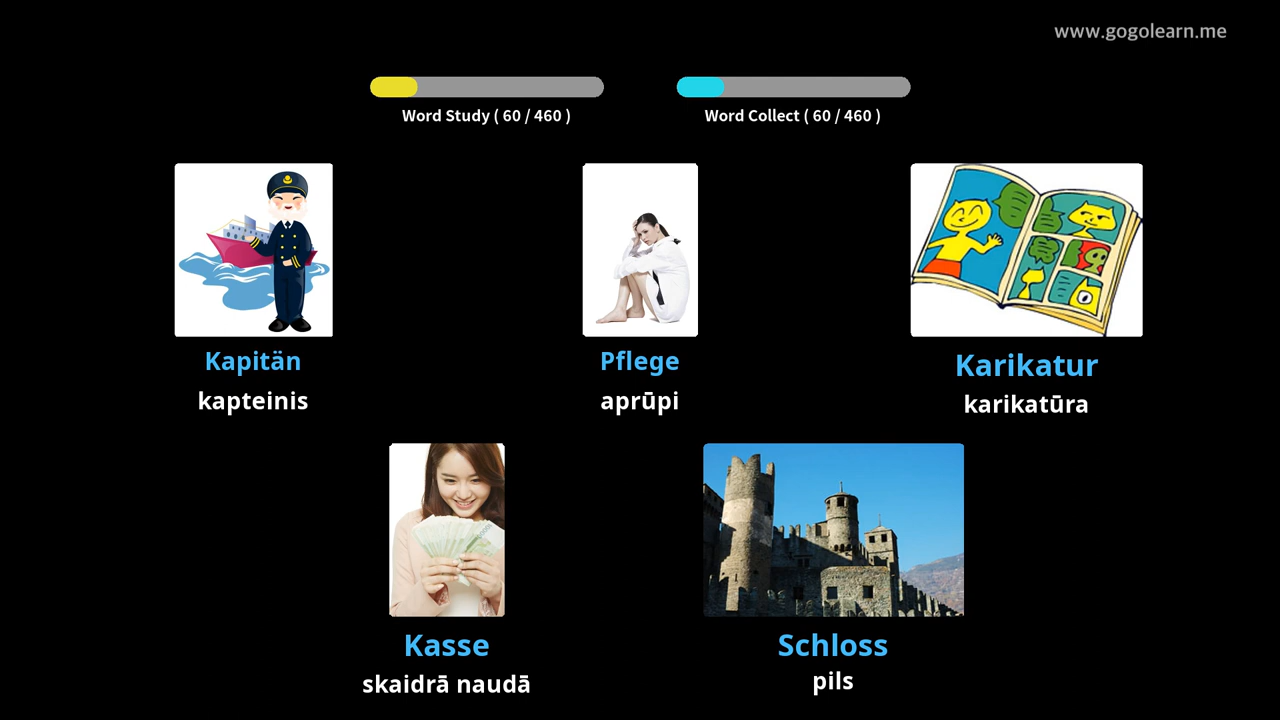 www.gogolearn.me
Word Study ( 60 / 460 )
Word Collect ( 60 / 460 )
Kapitän
kapteinis
Pflege
aprūpi
Karikatur
karikatūra
Kasse
skaidrā naudā
Schloss
pils